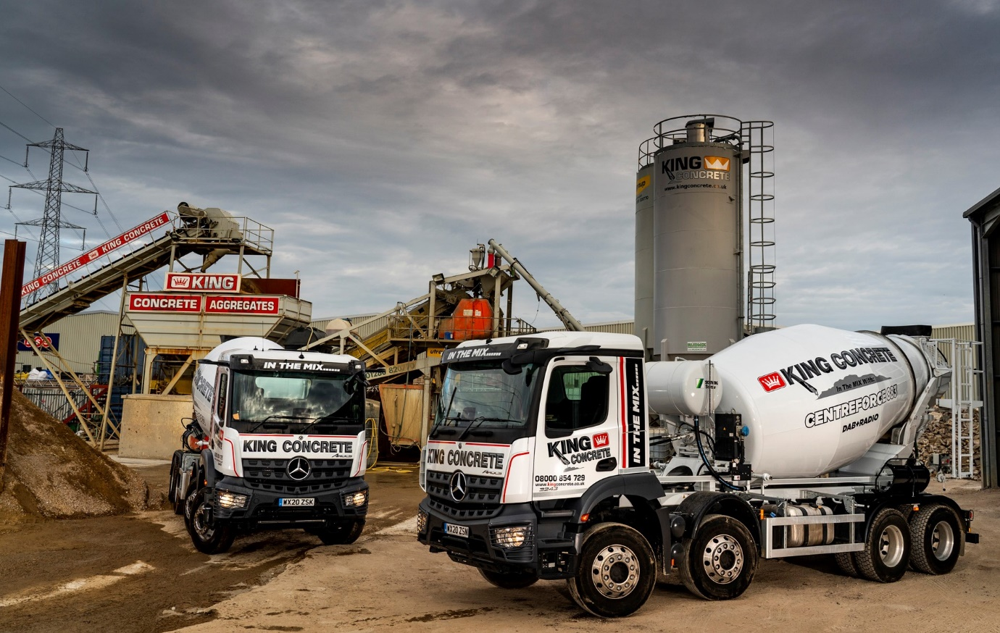 KING CONCRETE
KING CONCRETE
KING
CONCRETE AGGREGATES
KING
CONCRETE
www.kingconcrete.co.uk
IN THE MIX......
KING CONCRETE
Arocs
WX20 ZSK
IN THE MIX......
KING CONCRETE
Arocs
WX20 ZSN
KING
CONCRETE
08000 854 729
www.kingconcrete.co.uk
3243
IN THE MIX......
KING CONCRETE
In The MIX With:
CENTREFORCE 883
DAB+RADIO